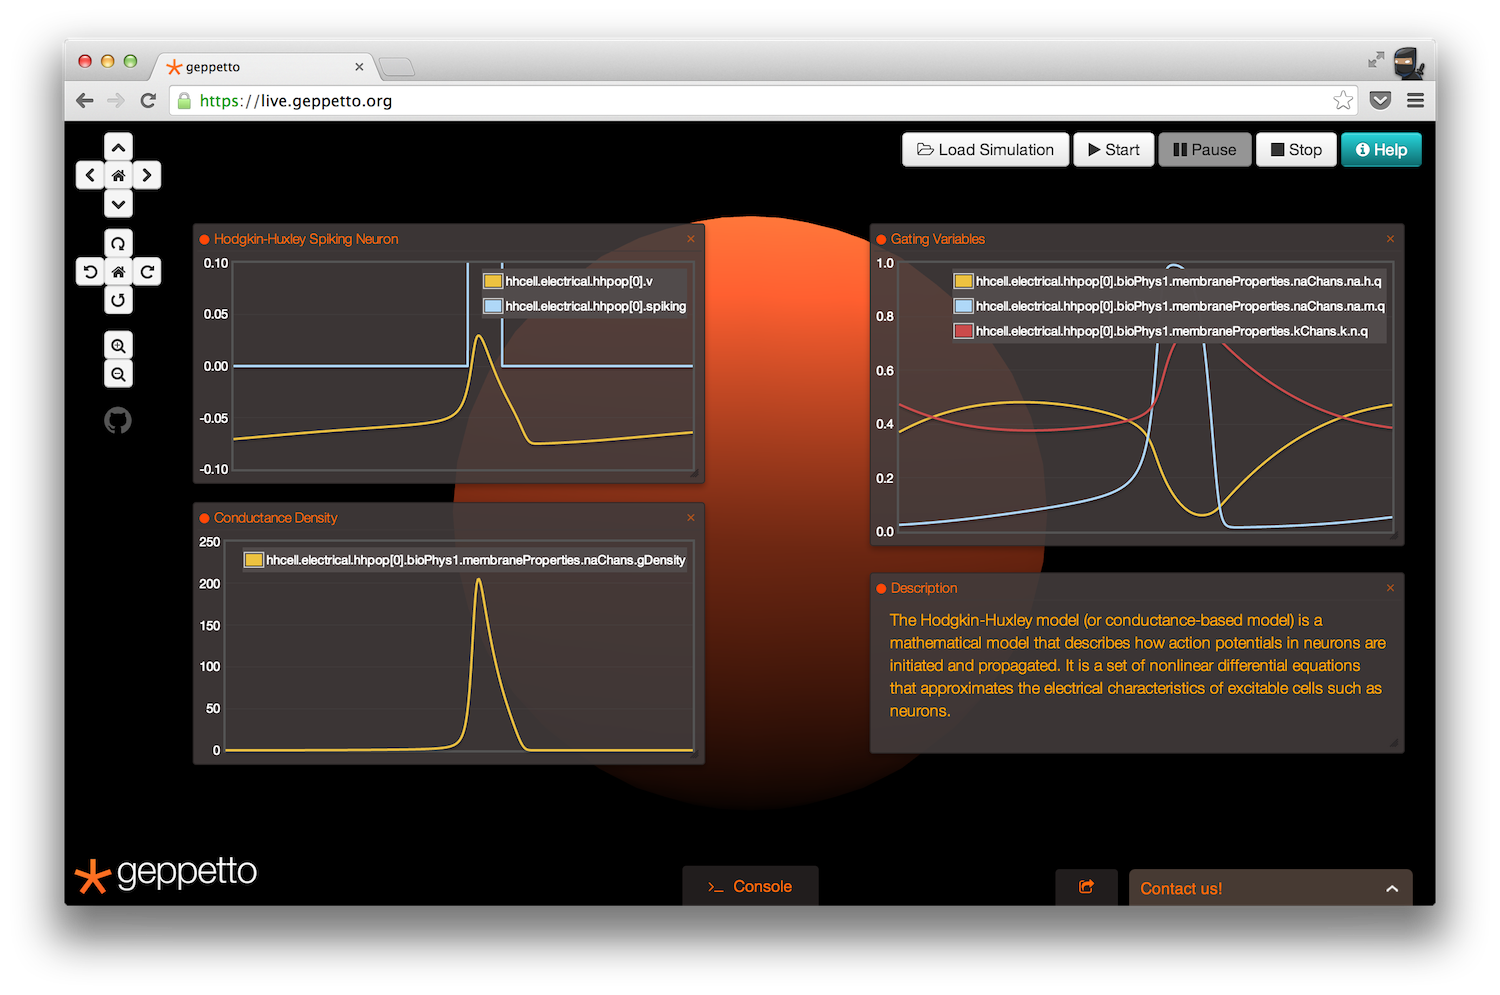 geppetto
https://live.geppetto.org
Load Simulation
Start
Pause
Stop
Help
Hodgkin-Huxley Spiking Neuron
0.10
0.05
0.00
-0.05
-0.10
hhcell.electrical.hhpop[0].v
hhcell.electrical.hhpop[0].spiking
Gating Variables
1.0
0.8
0.6
0.4
0.2
0.0
hhcell.electrical.hhpop[0].bioPhys1.membraneProperties.naChans.na.h.q
hhcell.electrical.hhpop[0].bioPhys1.membraneProperties.naChans.na.m.q
hhcell.electrical.hhpop[0].bioPhys1.membraneProperties.kChans.k.n.q
Conductance Density
250
200
150
100
50
0
hhcell.electrical.hhpop[0].bioPhys1.membraneProperties.naChans.gDensity
Description
The Hodgkin-Huxley model (or conductance-based model) is a
mathematical model that describes how action potentials in neurons are
initiated and propagated. It is a set of nonlinear differential equations
that approximates the electrical characteristics of excitable cells such as
neurons.
geppetto
>_ Console
Contact us!